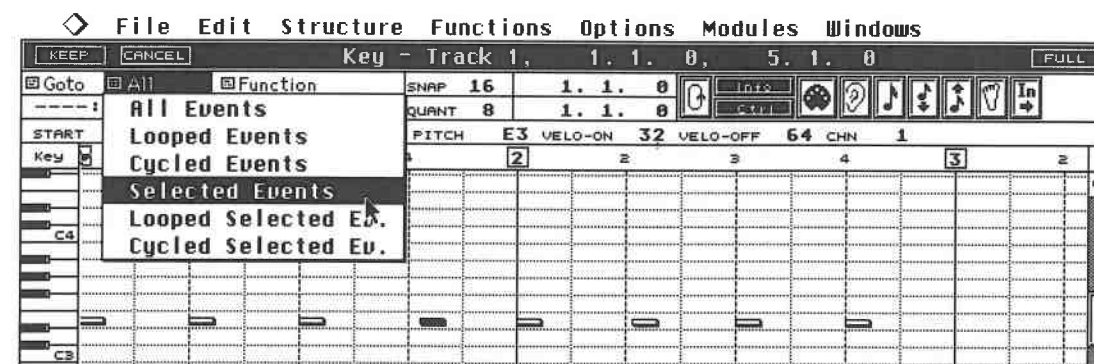 File Edit Structure Functions Options Modules Windows
KEEP CANCEL Key - Track 1, 1. 1. 0, 5. 1. 0 FULL
Goto All Function SNAP 16 1. 1. 0 Info In
----: QUANT 8 1. 1. 0 Ctrl
START PITCH E3 VELO-ON 32 VELO-OFF 64 CHN 1
Key 2 2 3 4 3 2
All Events
Looped Events
Cycled Events
Selected Events
Looped Selected Ev.
Cycled Selected Ev.
C4
C3